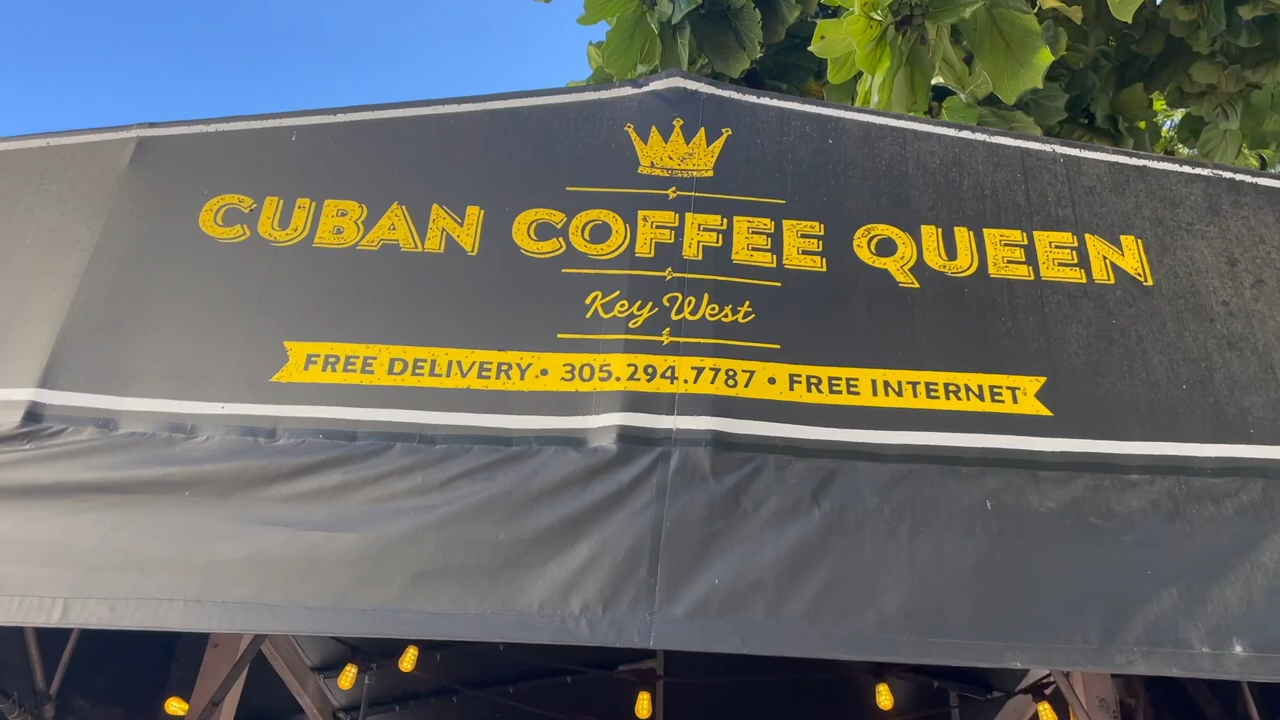 CUBAN COFFEE QUEEN
Key West
FREE DELIVERY • 305.294.7787 • FREE INTERNET